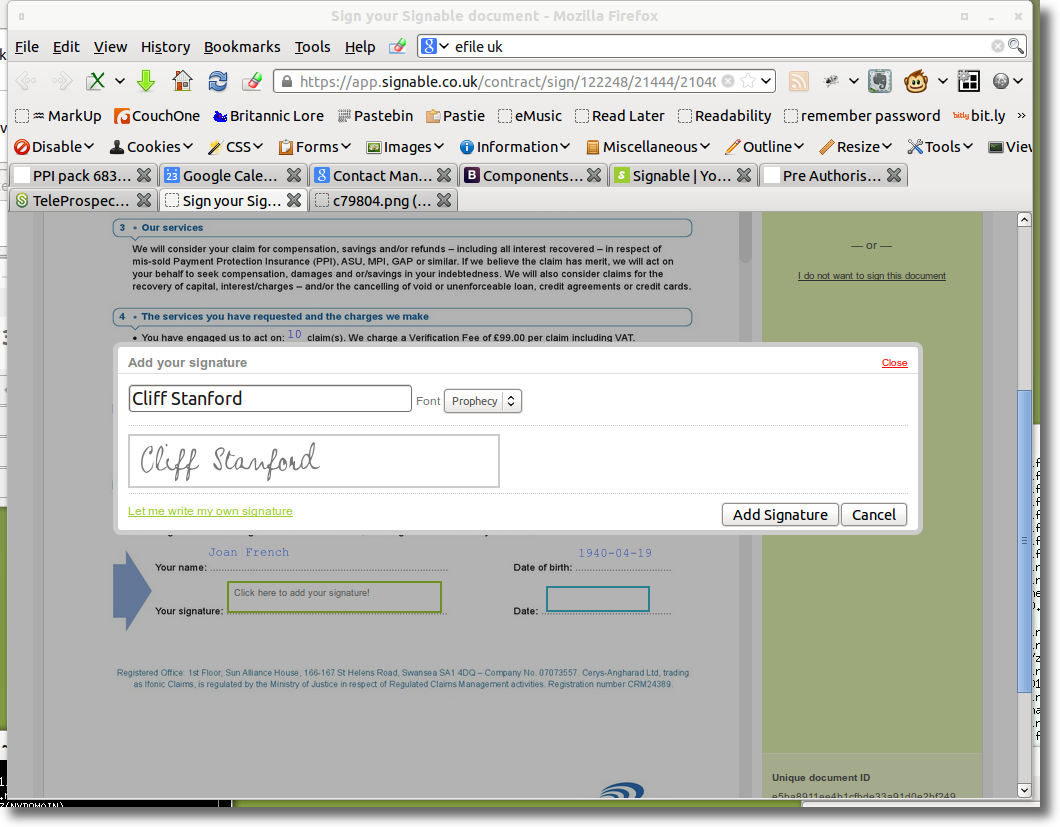 Sign your Signable document - Mozilla Firefox
File Edit View History Bookmarks Tools Help efile uk
https://app.signable.co.uk/contract/sign/122248/21444/2104
MarkUp CouchOne Britannic Lore Pastebin Pastie eMusic Read Later Readability remember password bit.ly »
Disable Cookies CSS Forms Images Information Miscellaneous Outline Resize Tools View
PPI pack 683... Google Cale... Contact Man... Components... Signable | Yo... Pre Authoris...
TelePros​pec... Sign your Sig... c79804.png (...
3 • Our services
We will consider your claim for compensation, savings and/or refunds – including all interest recovered – in respect of
mis-sold Payment Protection Insurance (PPI), ASU, MPI, GAP or similar. If we believe the claim has merit, we will act on
your behalf to seek compensation, damages and or/savings in your indebtedness. We will also consider claims for the
recovery of capital, interest/charges – and/or the cancelling of void or unenforceable loan, credit agreements or credit cards.
— or —
I do not want to sign this document
4 • The services you have requested and the charges we make
• You have engaged us to act on: 10 claim(s). We charge a Verification Fee of £99.00 per claim including VAT.
Add your signature Close
Cliff Stanford Font Prophecy
Cliff Stanford
Let me write my own signature Add Signature Cancel
Joan French 1940-04-19
Your name: Date of birth:
Click here to add your signature!
Your signature: Date:
Registered Office: 1st Floor, Sun Alliance House, 166-167 St Helens Road, Swansea SA1 4DQ – Company No. 07073557. Cerys-Angharad Ltd, trading
as Ifonic Claims, is regulated by the Ministry of Justice in respect of Regulated Claims Management activities. Registration number CRM24389.
Unique document ID